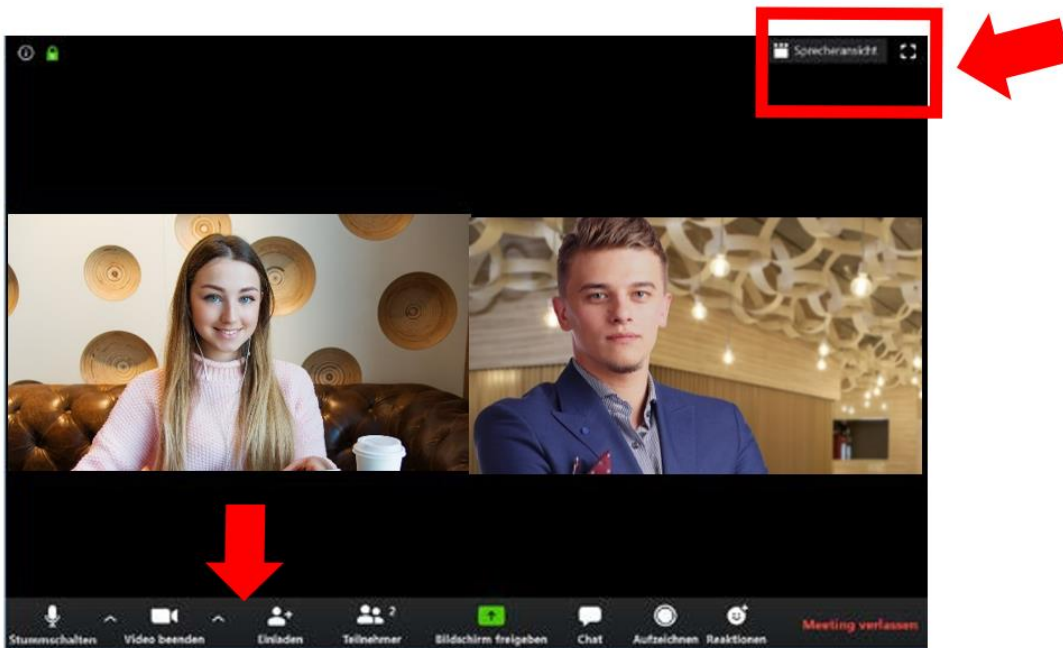 Sprecheransicht
2
Stummschalten Video beenden Einladen Teilnehmer Bildschirm freigeben Chat Aufzeichnen Reaktionen Meeting verlassen